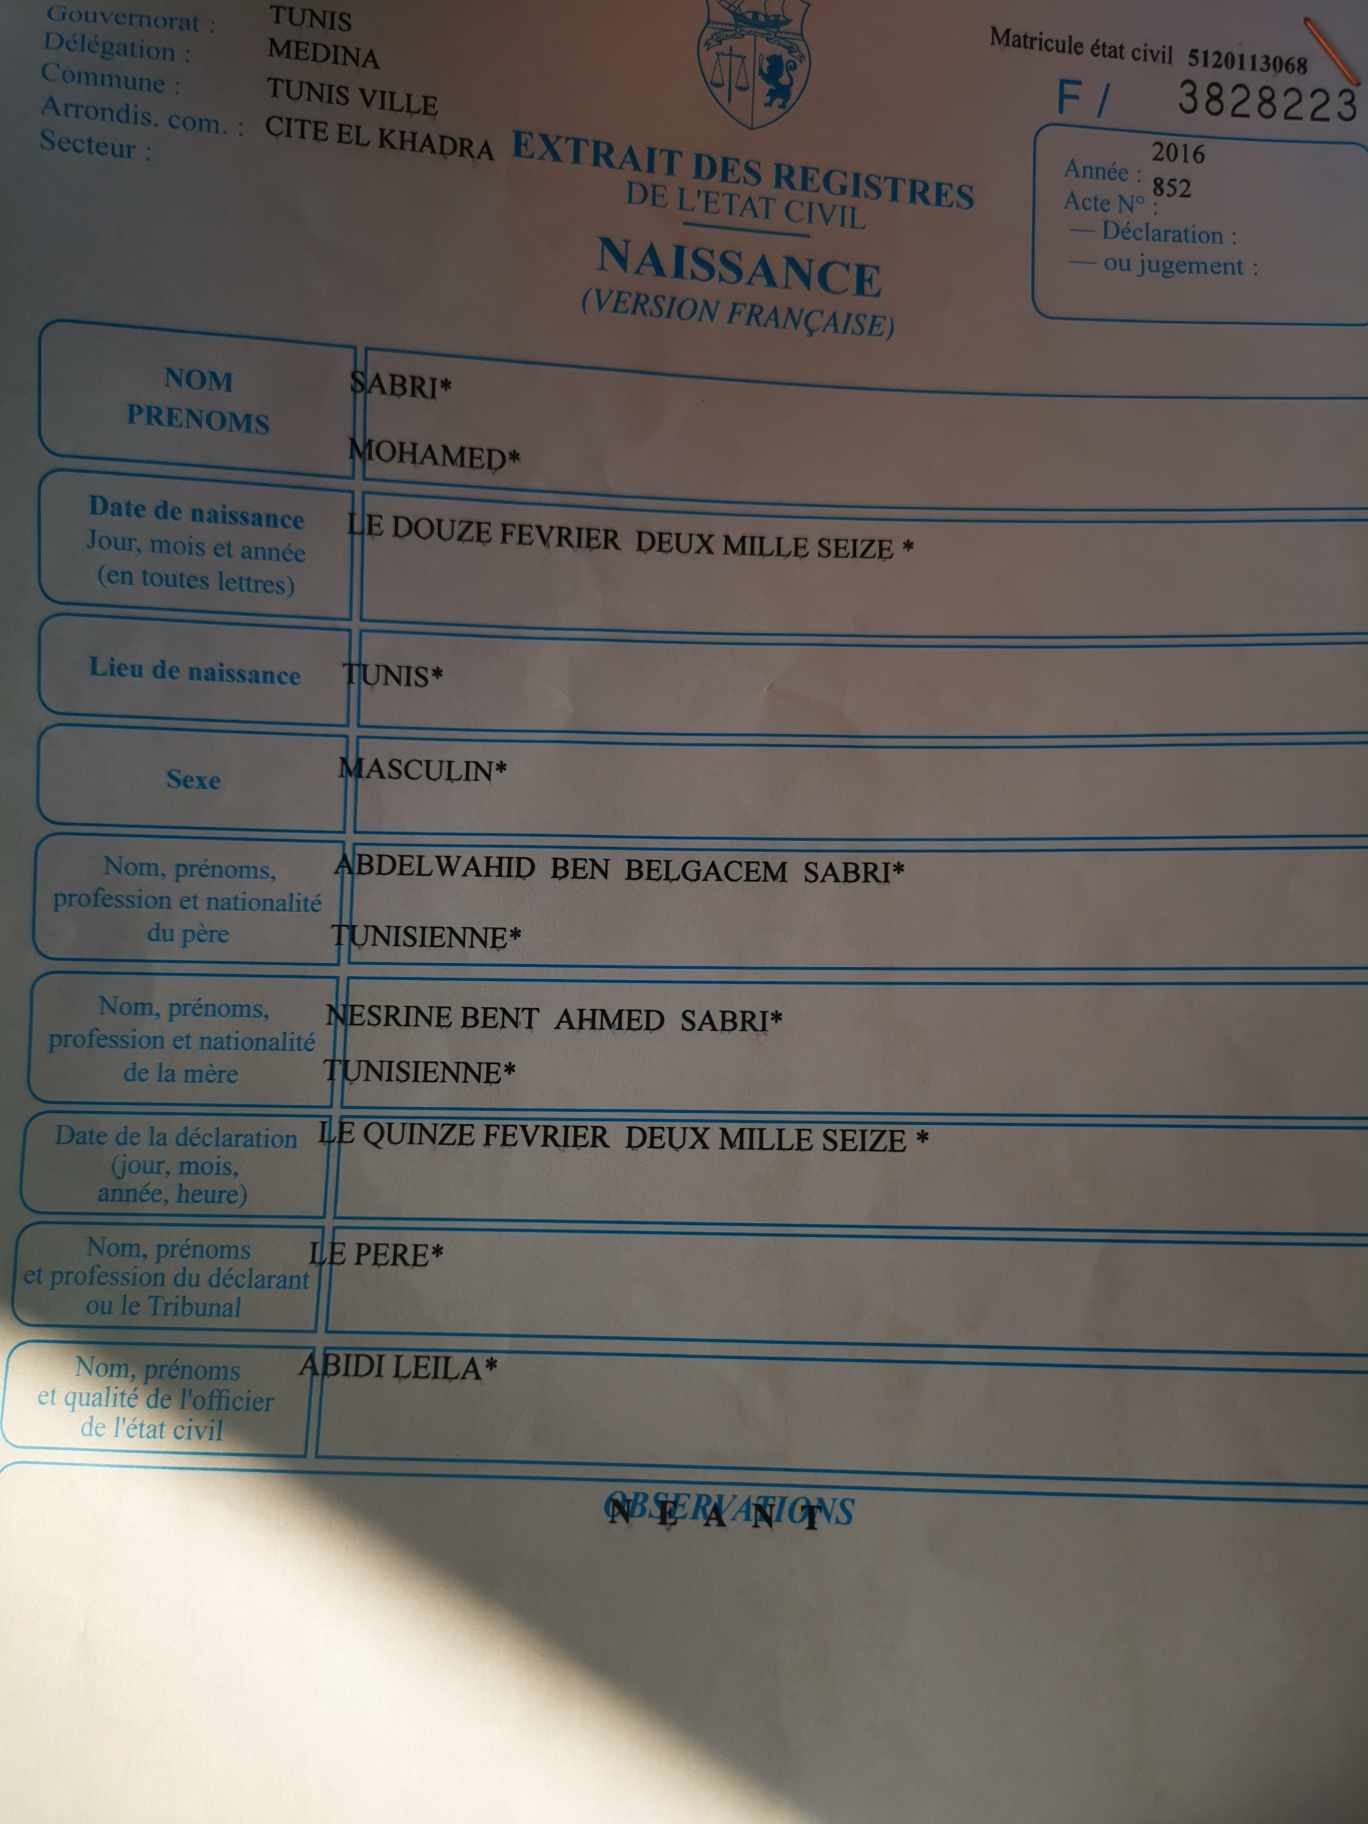 Gouvernorat : TUNIS
Délégation : MEDINA
Commune : TUNIS VILLE
Arrondis. com. : CITE EL KHADRA
Secteur :
Matricule état civil 5120113068
F / 3828223
EXTRAIT DES REGISTRES
DE L'ETAT CIVIL
NAISSANCE
(VERSION FRANÇAISE)
Année : 2016
Acte N° : 852
— Déclaration :
— ou jugement :
NOM SABRI*
PRENOMS MOHAMED*
Date de naissance LE DOUZE FEVRIER DEUX MILLE SEIZE *
Jour, mois et année
(en toutes lettres)
Lieu de naissance TUNIS*
Sexe MASCULIN*
Nom, prénoms, ABDELWAHID BEN BELGACEM SABRI*
profession et nationalité
du père TUNISIENNE*
Nom, prénoms, NESRINE BENT AHMED SABRI*
profession et nationalité
de la mère TUNISIENNE*
Date de la déclaration LE QUINZE FEVRIER DEUX MILLE SEIZE *
(jour, mois,
année, heure)
Nom, prénoms LE PERE*
et profession du déclarant
ou le Tribunal
Nom, prénoms ABIDI LEILA*
et qualité de l'officier
de l'état civil
OBSERVATIONS
N E A N T